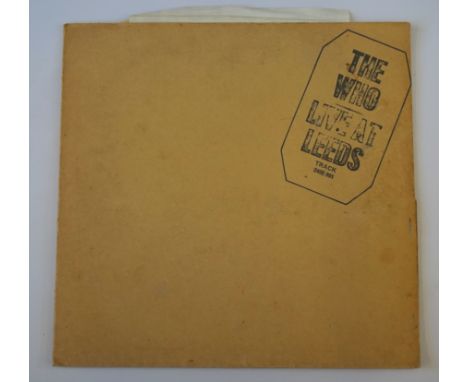 THE
WHO
LIVE AT
LEEDS
TRACK